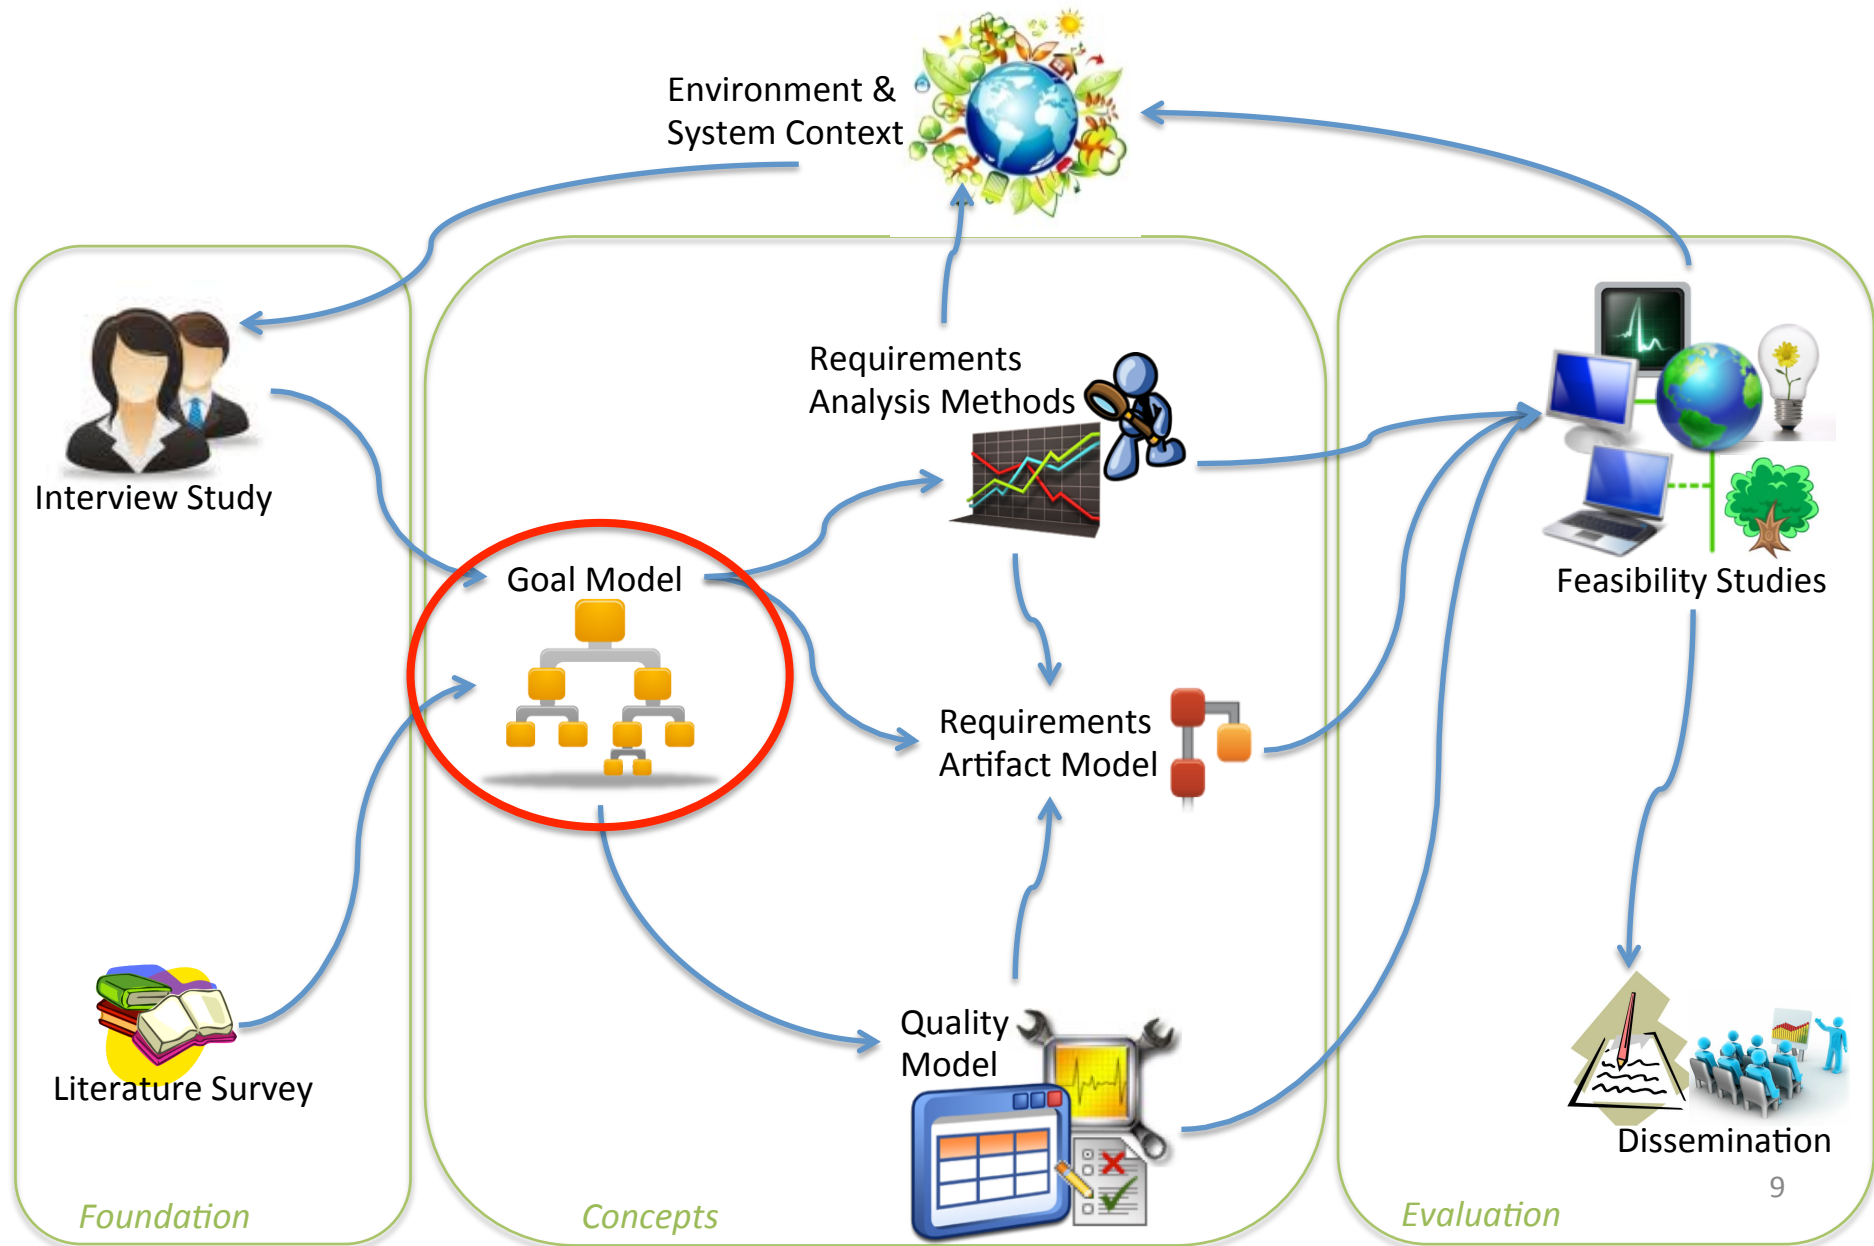 Environment &
System Context
Requirements
Analysis Methods
Interview Study
Goal Model
Feasibility Studies
Requirements
Artifact Model
Quality
Model
Literature Survey
Dissemination
9
Foundation
Concepts
Evaluation